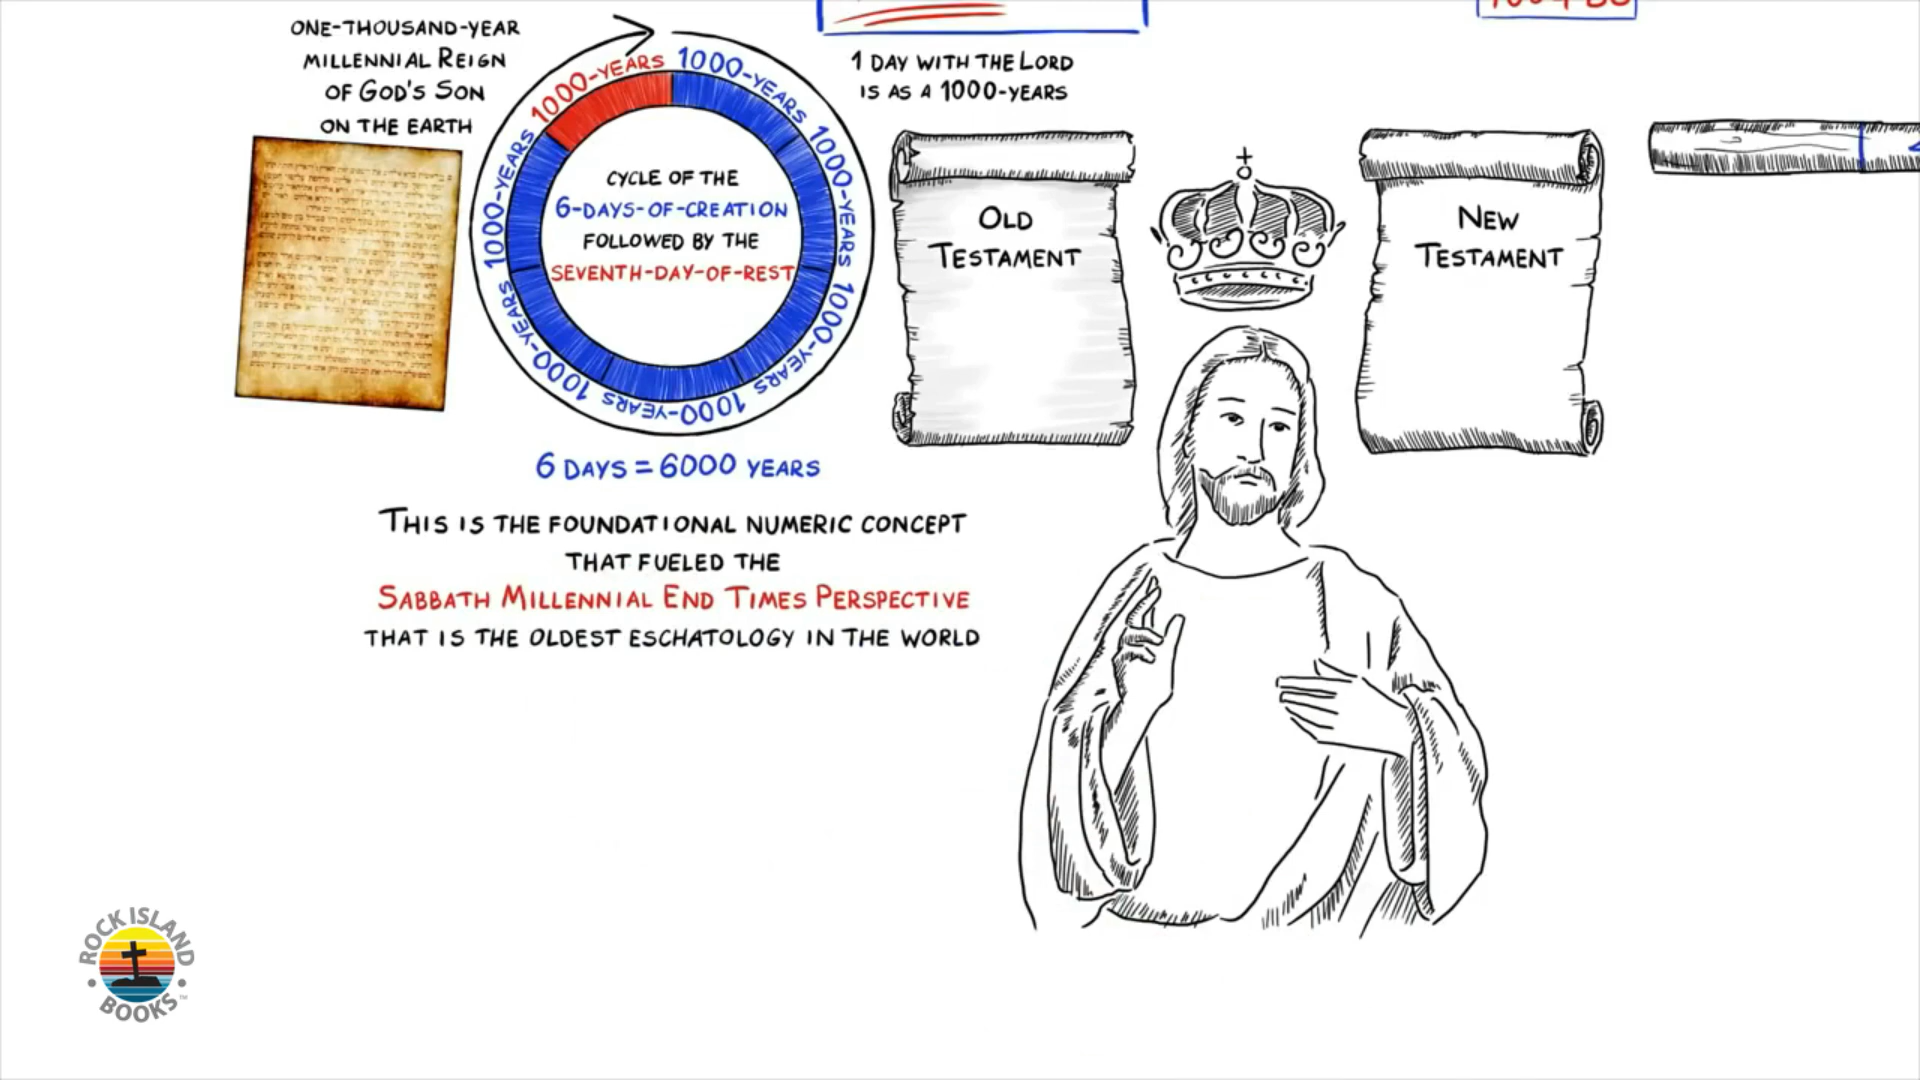 ONE-THOUSAND-YEAR
MILLENNIAL REIGN
OF GOD'S SON
ON THE EARTH
1000-YEARS
1000-YEARS
1000-YEARS
1000-YEARS
1000-YEARS
1000-YEARS
1000-YEARS
CYCLE OF THE
6-DAYS-OF-CREATION
FOLLOWED BY THE
SEVENTH-DAY-OF-REST
1 DAY WITH THE LORD
IS AS A 1000-YEARS
OLD
TESTAMENT
NEW
TESTAMENT
6 DAYS = 6000 YEARS
THIS IS THE FOUNDATIONAL NUMERIC CONCEPT
THAT FUELED THE
SABBATH MILLENNIAL END TIMES PERSPECTIVE
THAT IS THE OLDEST ESCHATOLOGY IN THE WORLD
ROCK ISLAND
• BOOKS • ™